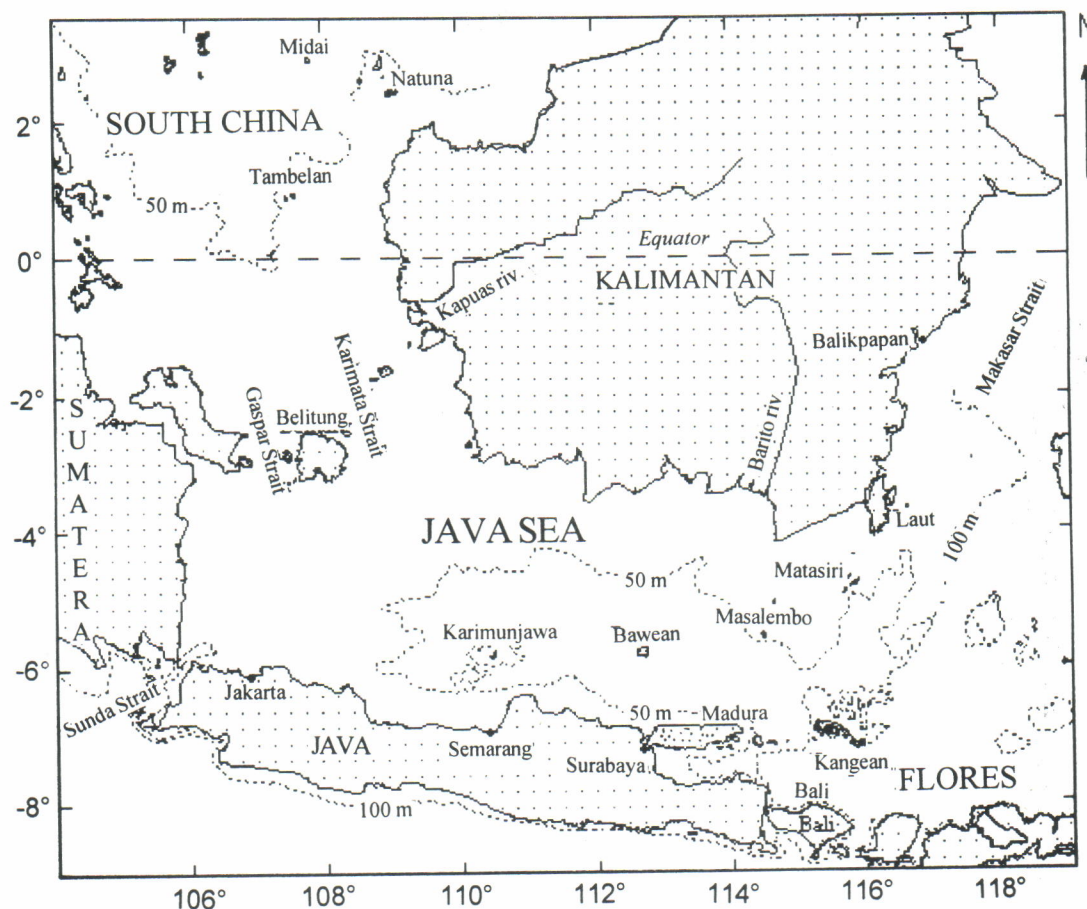 N
Midai
Natuna
SOUTH CHINA
2°
Tambelan
50 m
Equator
0°
KALIMANTAN
Kapuas riv
Makasar Strait
Balikpapan
Karimata Strait
-2°
SUMATERA
Gaspar Strait
Belitung
Barito riv
Laut
JAVA SEA
-4°
100 m
50 m
Matasiri
Masalembo
Karimunjawa
Bawean
-6°
Jakarta
Sunda Strait
50 m
Madura
JAVA
Semarang
Surabaya
Kangean
FLORES
Bali
-8°
100 m
Bali
106°
108°
110°
112°
114°
116°
118°